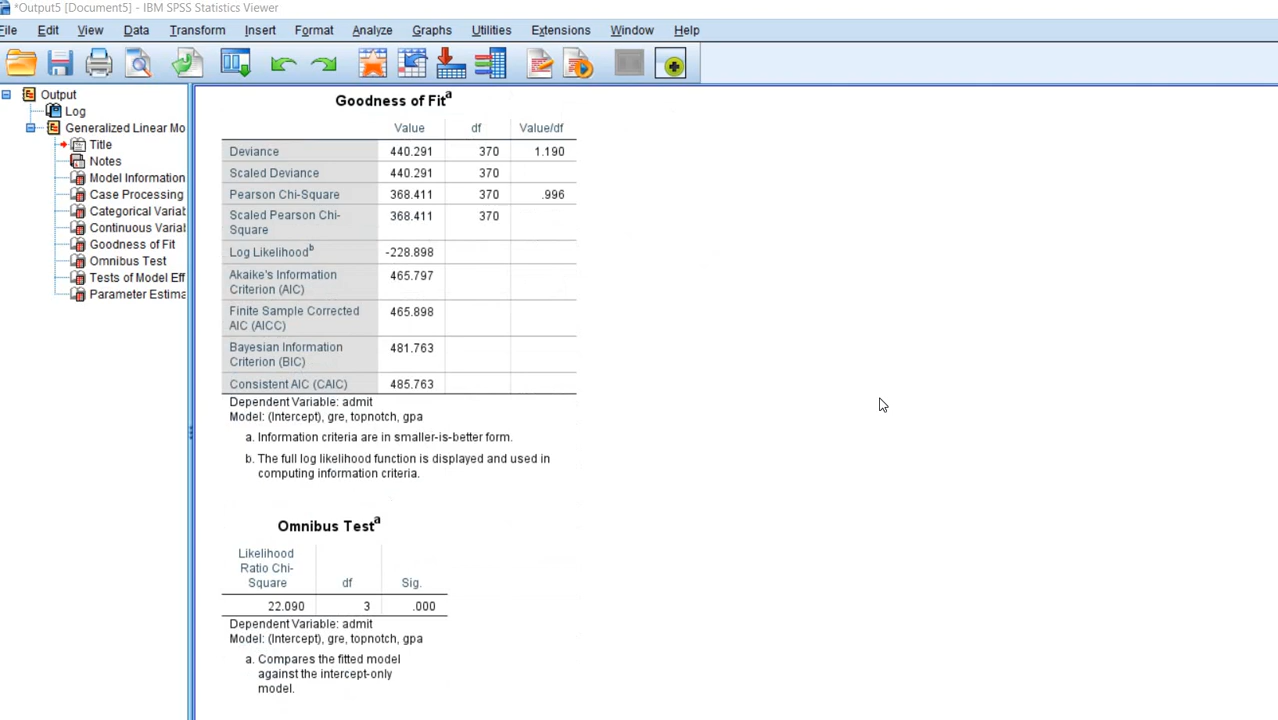 *Output5 [Document5] - IBM SPSS Statistics Viewer
File Edit View Data Transform Insert Format Analyze Graphs Utilities Extensions Window Help
Output
Log
Generalized Linear Mo
Title
Notes
Model Information
Case Processing
Categorical Variab
Continuous Variab
Goodness of Fit
Omnibus Test
Tests of Model Eff
Parameter Estima
Goodness of Fit a
Value df Value/df
Deviance 440.291 370 1.190
Scaled Deviance 440.291 370
Pearson Chi-Square 368.411 370 .996
Scaled Pearson Chi- 368.411 370
Square
Log Likelihood b -228.898
Akaike's Information 465.797
Criterion (AIC)
Finite Sample Corrected 465.898
AIC (AICC)
Bayesian Information 481.763
Criterion (BIC)
Consistent AIC (CAIC) 485.763
Dependent Variable: admit
Model: (Intercept), gre, topnotch, gpa
a. Information criteria are in smaller-is-better form.
b. The full log likelihood function is displayed and used in
computing information criteria.
Omnibus Test a
Likelihood
Ratio Chi-
Square df Sig.
22.090 3 .000
Dependent Variable: admit
Model: (Intercept), gre, topnotch, gpa
a. Compares the fitted model
against the intercept-only
model.